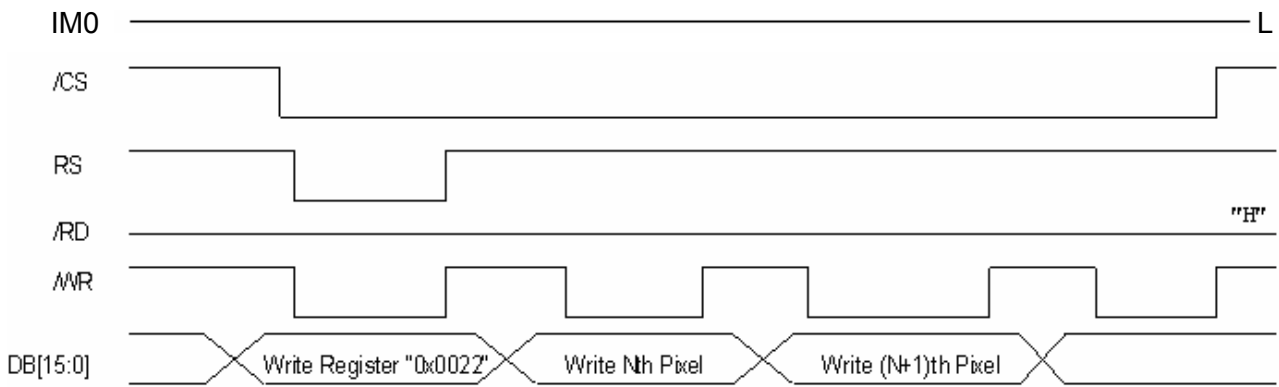 IM0 L
/CS
RS
/RD "H"
/WR
DB[15:0] Write Register "0x0022" Write Nth Pixel Write (N+1)th Pixel